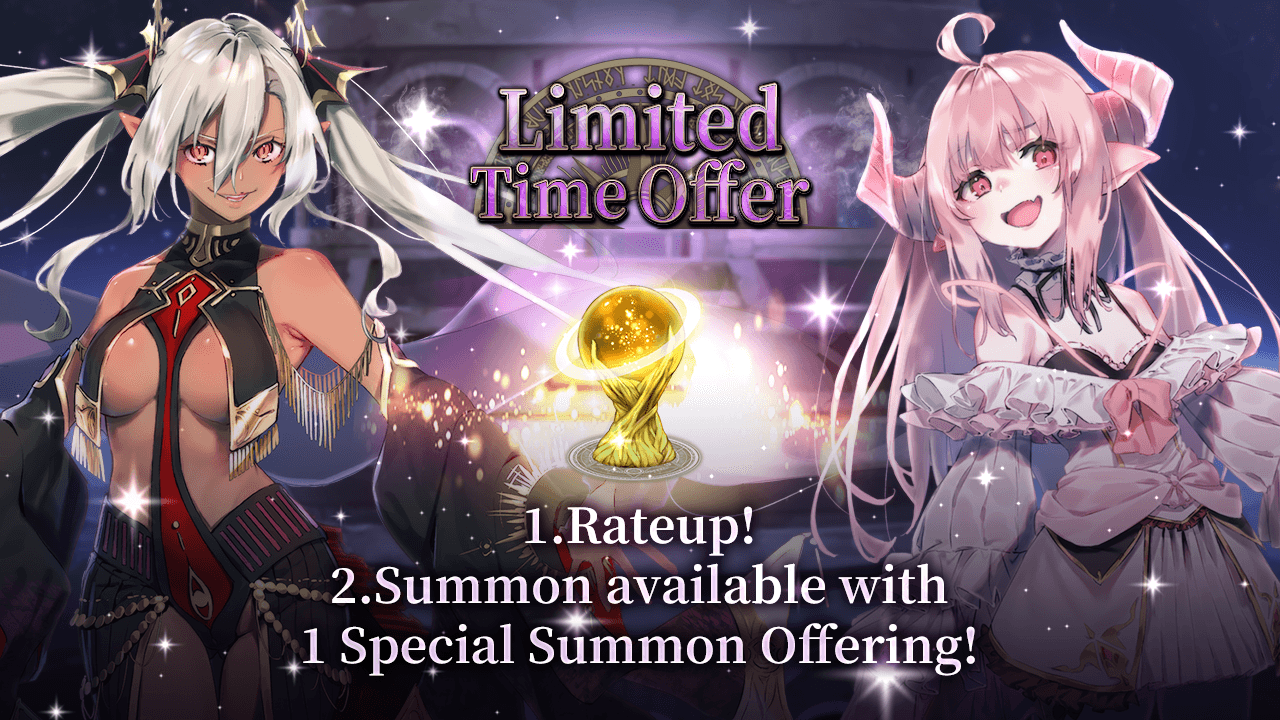 Limited
Time Offer
1.Rateup!
2.Summon available with
1 Special Summon Offering!